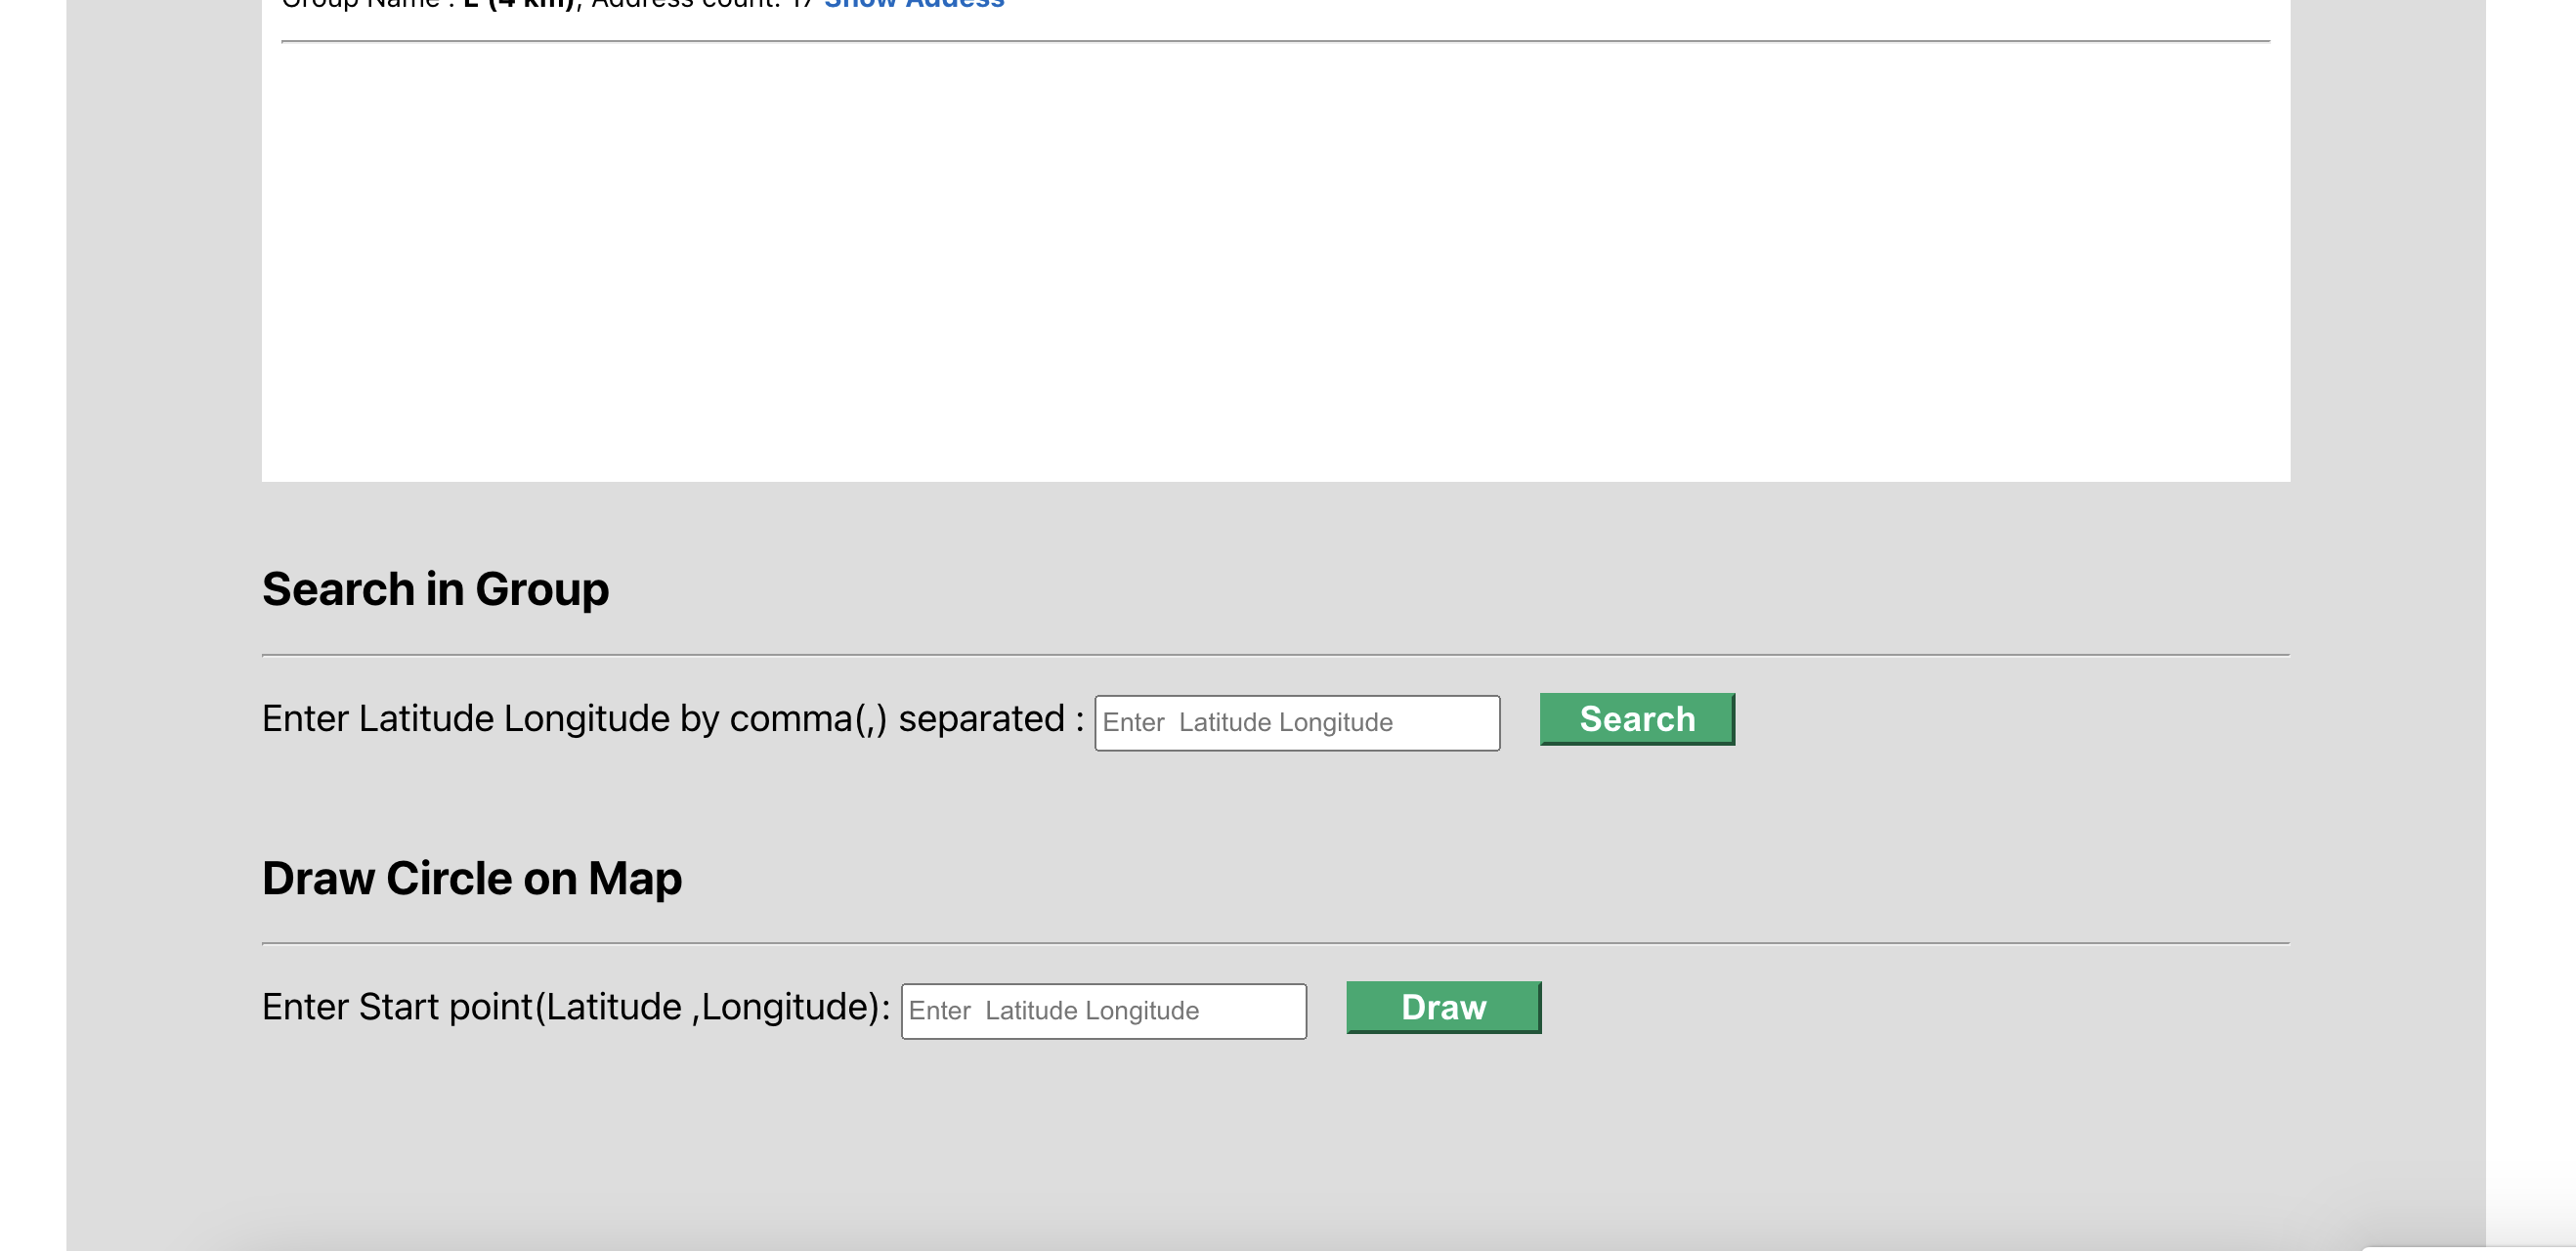 Group Name : E (4 km), Address count: 17 Show Addess
Search in Group
Enter Latitude Longitude by comma(,) separated : Enter  Latitude Longitude Search
Draw Circle on Map
Enter Start point(Latitude ,Longitude): Enter  Latitude Longitude Draw